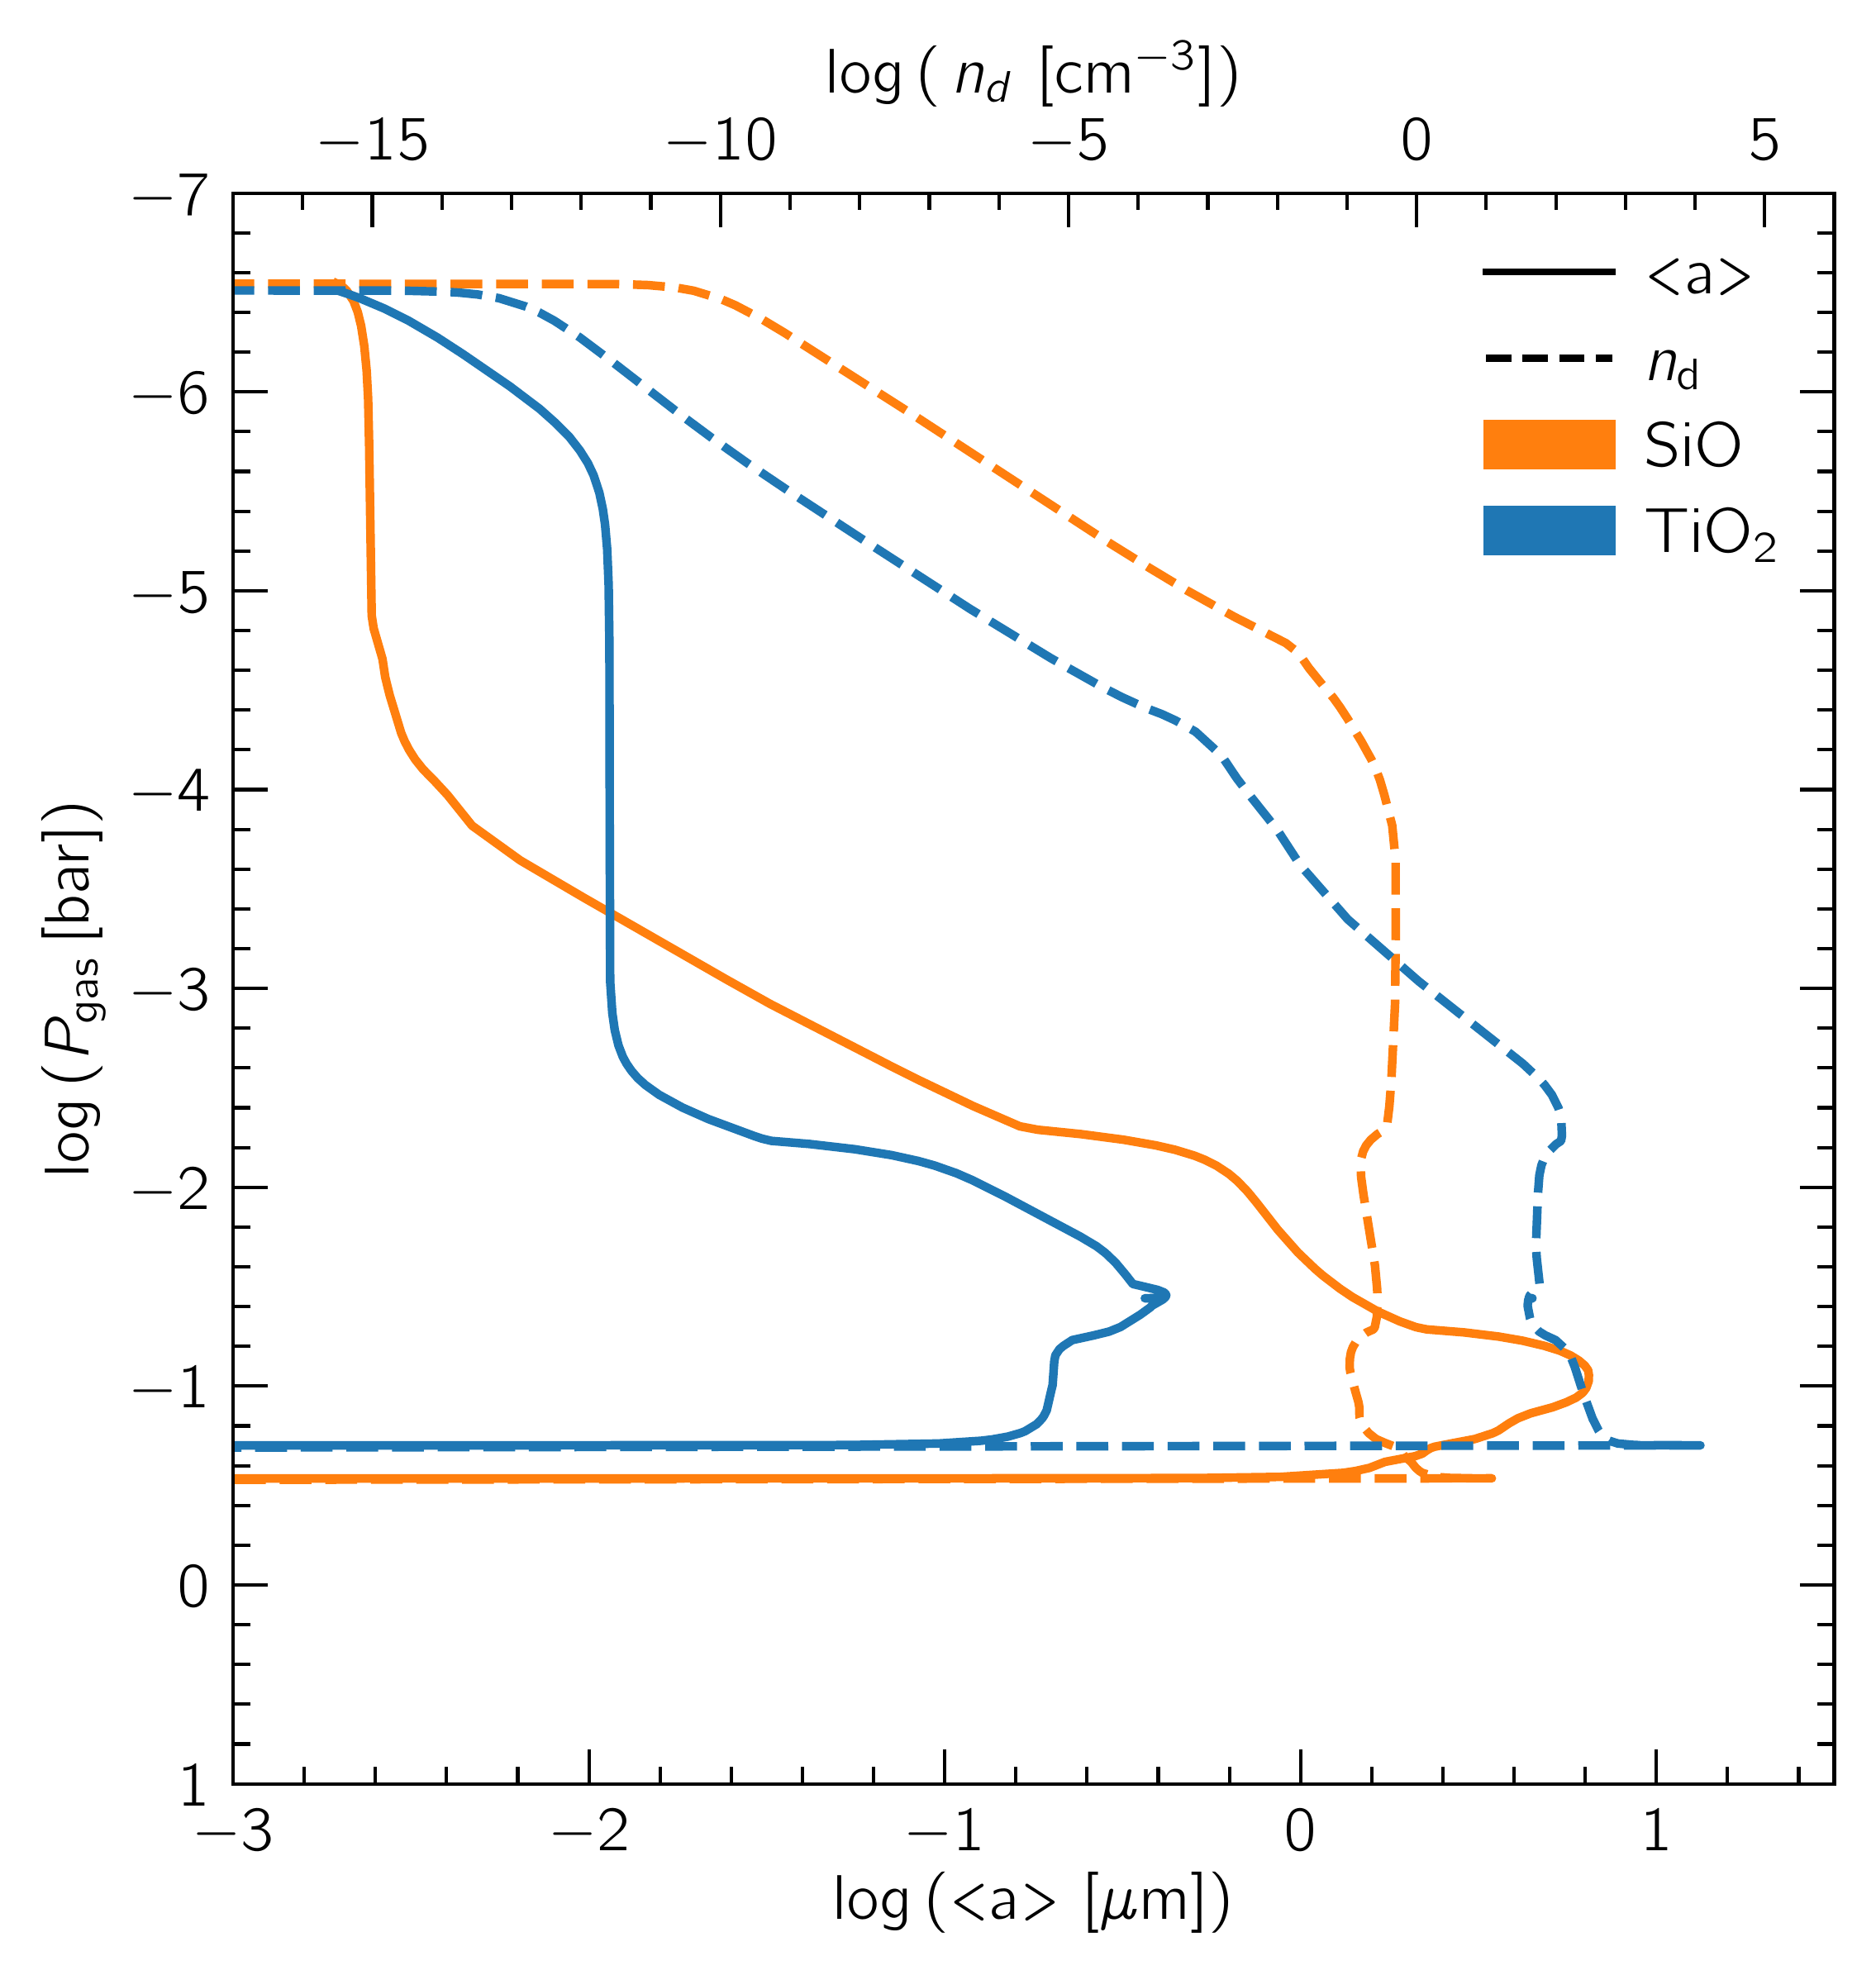 log ( n_d [cm⁻³])
−15 −10 −5 0 5
<a>
n_d
SiO
TiO₂
−7
−6
−5
−4
−3
−2
−1
0
1
log (P_gas [bar])
−3 −2 −1 0 1
log (<a> [μm])